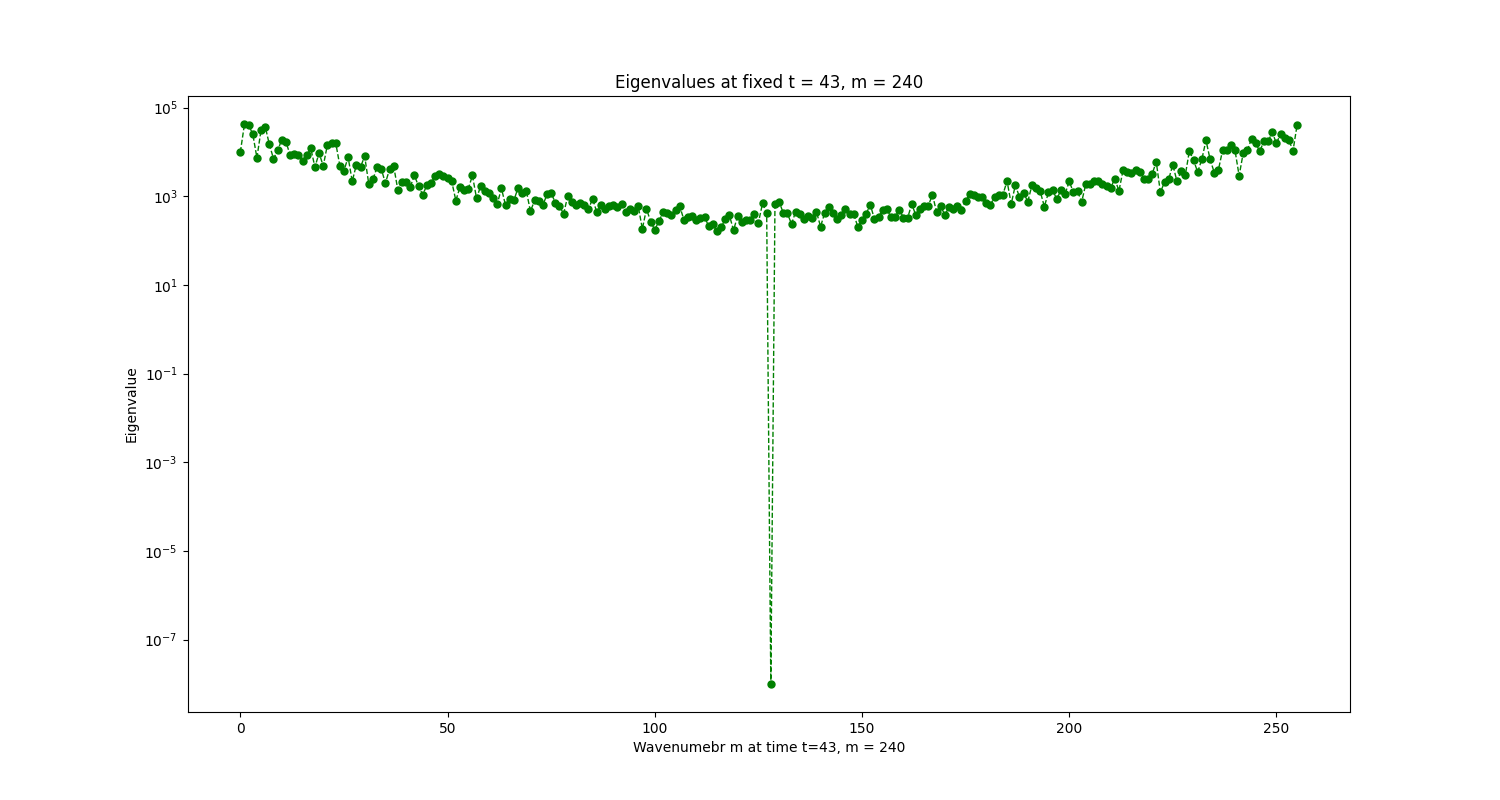 Eigenvalues at fixed t = 43, m = 240
10^5
10^3
10^1
10^-1
10^-3
10^-5
10^-7
Eigenvalue
0 50 100 150 200 250
Wavenumebr m at time t=43, m = 240